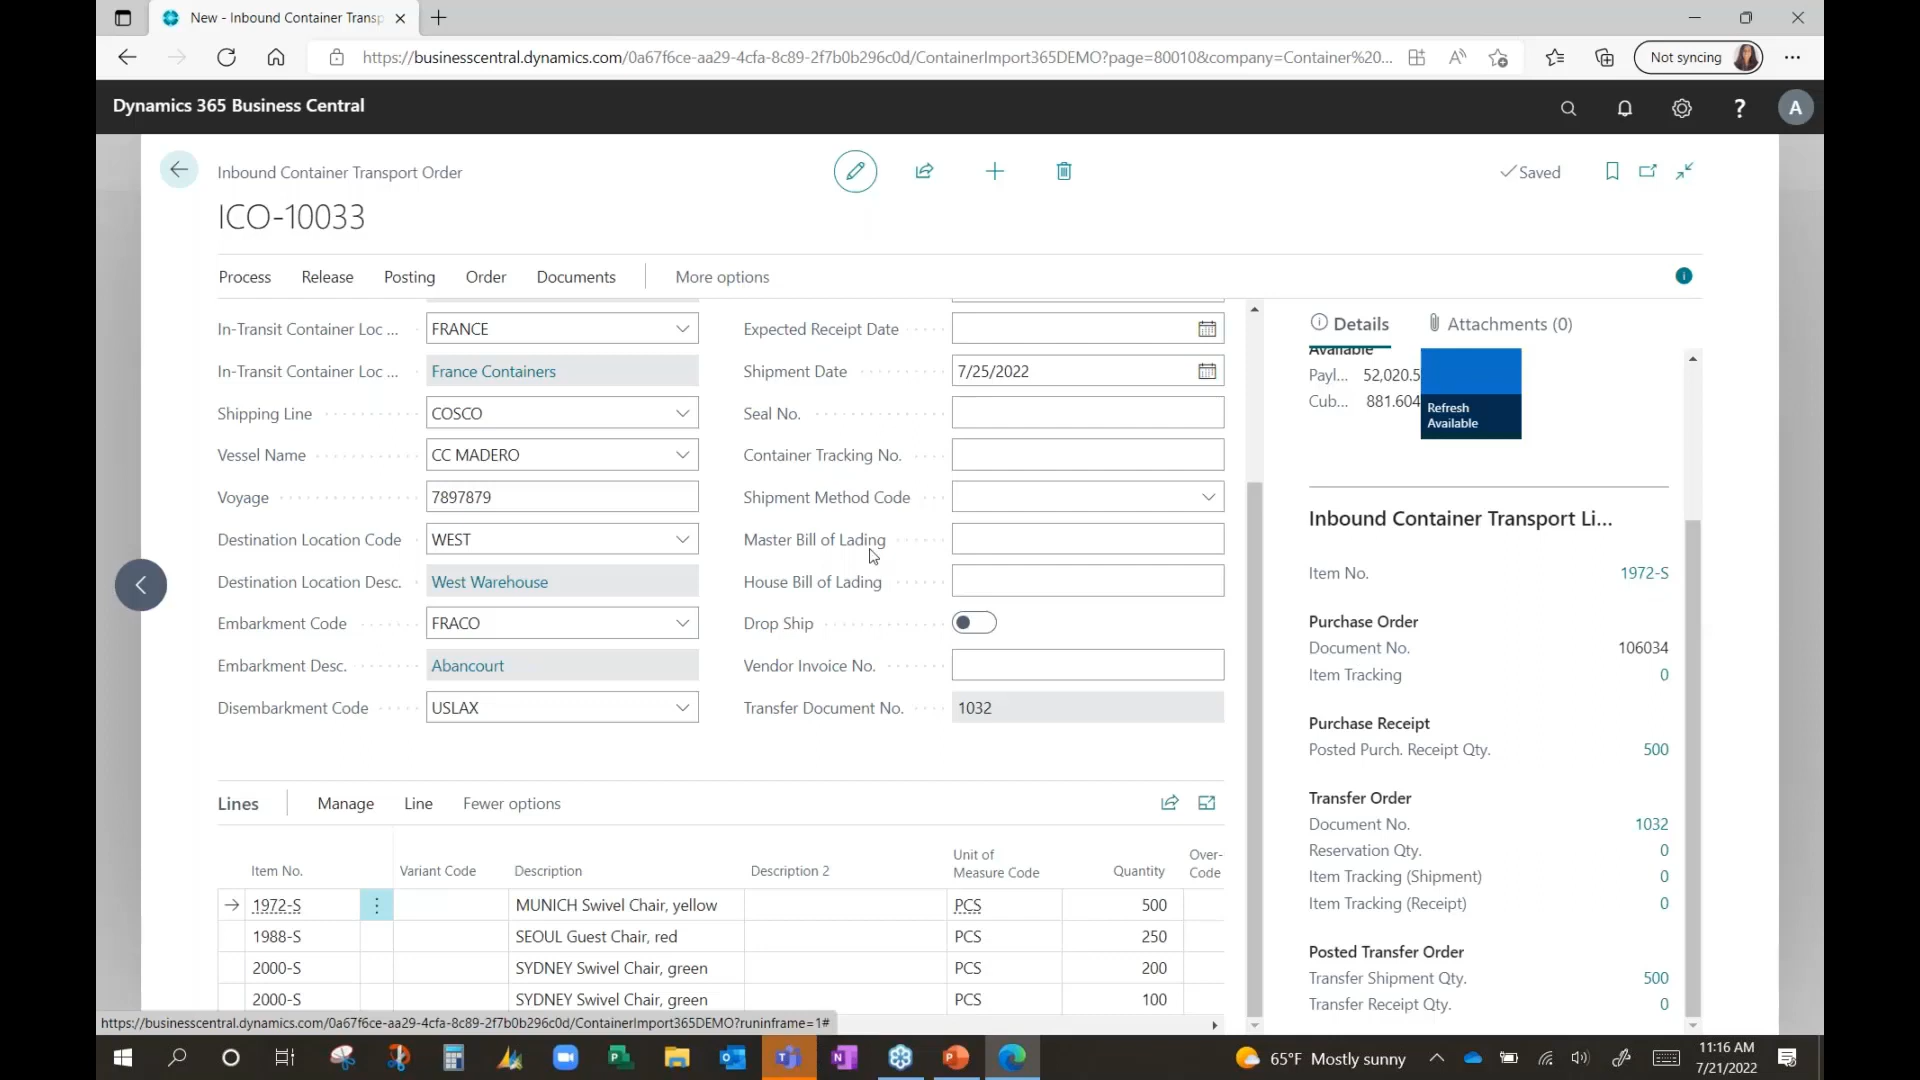 New - Inbound Container Transp
https://businesscentral.dynamics.com/0a67f6ce-aa29-4cfa-8c89-2f7b0b296c0d/ContainerImport365DEMO?page=80010&company=Container%20...
Not syncing
Dynamics 365 Business Central
A
Inbound Container Transport Order
Saved
ICO-10033
Process Release Posting Order Documents More options
In-Transit Container Loc ... FRANCE
In-Transit Container Loc ... France Containers
Shipping Line COSCO
Vessel Name CC MADERO
Voyage 7897879
Destination Location Code WEST
Destination Location Desc. West Warehouse
Embarkment Code FRACO
Embarkment Desc. Abancourt
Disembarkment Code USLAX
Expected Receipt Date
Shipment Date 7/25/2022
Seal No.
Container Tracking No.
Shipment Method Code
Master Bill of Lading
House Bill of Lading
Drop Ship
Vendor Invoice No.
Transfer Document No. 1032
Details Attachments (0)
Available
Payl... 52,020.5
Cub... 881.604
Refresh
Available
Inbound Container Transport Li...
Item No. 1972-S
Purchase Order
Document No. 106034
Item Tracking 0
Purchase Receipt
Posted Purch. Receipt Qty. 500
Transfer Order
Document No. 1032
Reservation Qty. 0
Item Tracking (Shipment) 0
Item Tracking (Receipt) 0
Posted Transfer Order
Transfer Shipment Qty. 500
Transfer Receipt Qty. 0
Lines Manage Line Fewer options
Item No. Variant Code Description Description 2 Unit of Measure Code Quantity Over- Code
1972-S MUNICH Swivel Chair, yellow PCS 500
1988-S SEOUL Guest Chair, red PCS 250
2000-S SYDNEY Swivel Chair, green PCS 200
2000-S SYDNEY Swivel Chair, green PCS 100
https://businesscentral.dynamics.com/0a67f6ce-aa29-4cfa-8c89-2f7b0b296c0d/ContainerImport365DEMO?runinframe=1#
65°F Mostly sunny
11:16 AM
7/21/2022